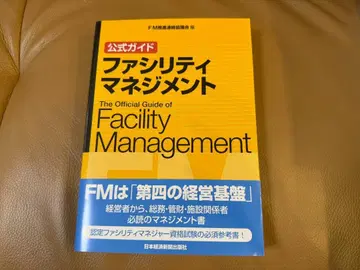 FM推進連絡協議会 編
公式ガイド
ファシリティ
マネジメント
The Official Guide of
Facility
Management
FMは「第四の経営基盤」
経営者から、総務・管財・施設関係者
必読のマネジメント書
認定ファシリティマネジャー資格試験の必須参考書!
日本経済新聞出版社